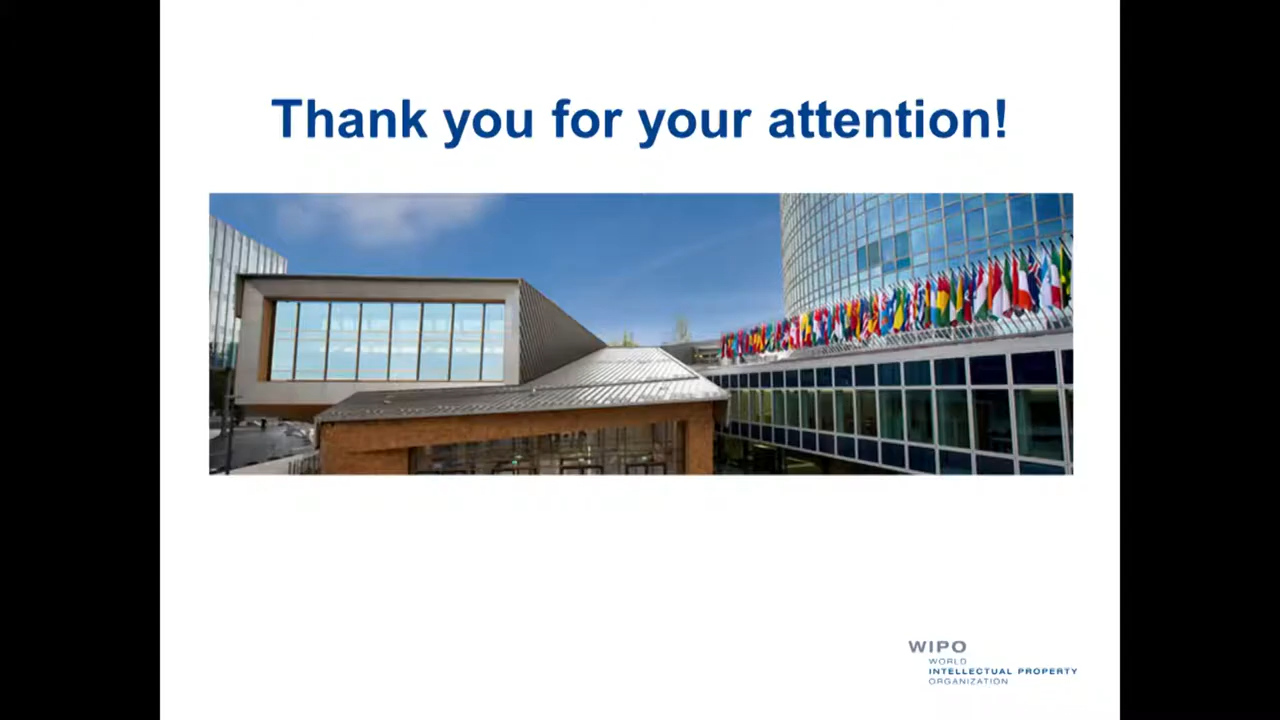 Thank you for your attention!
WIPO
WORLD
INTELLECTUAL PROPERTY
ORGANIZATION